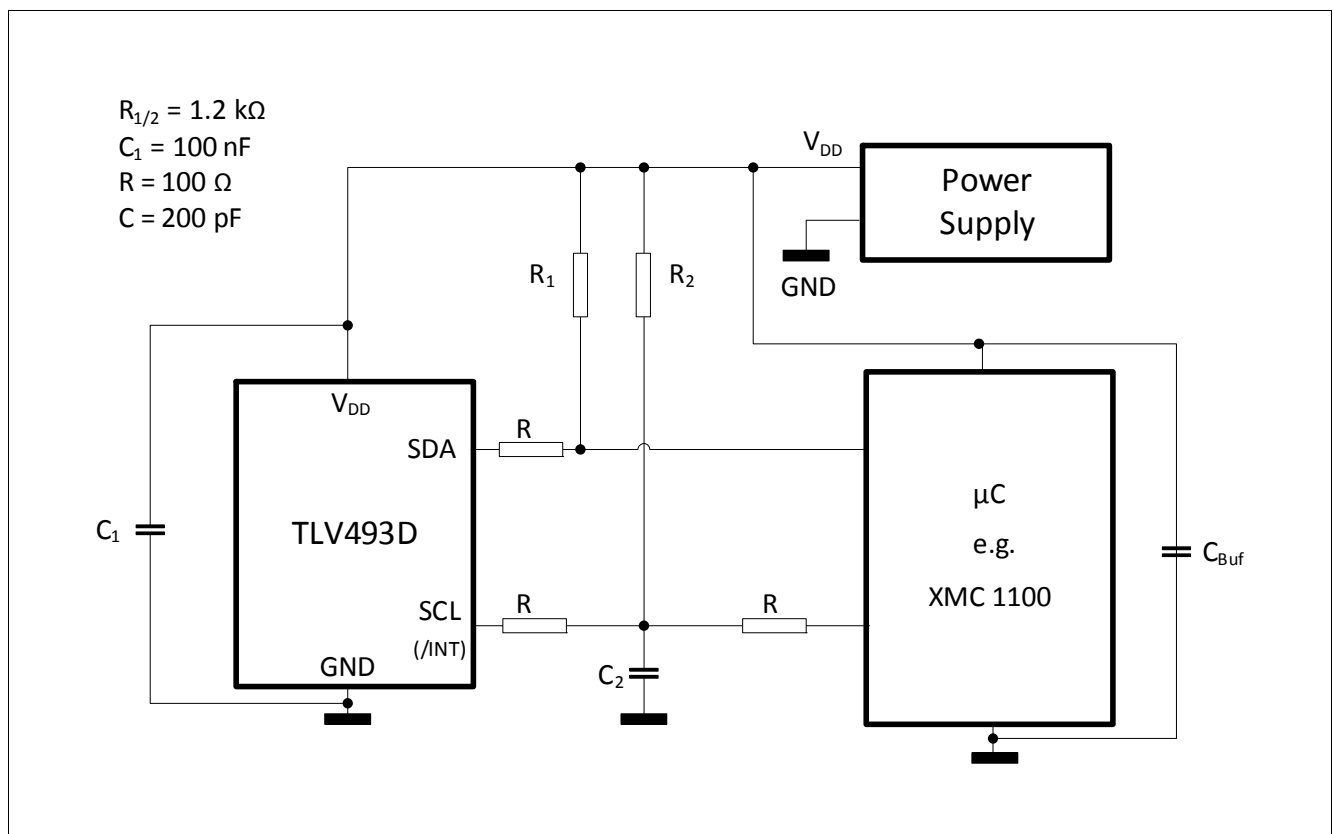 R1/2 = 1.2 kΩ
C1 = 100 nF
R = 100 Ω
C = 200 pF
VDD
Power
Supply
GND
R1
R2
VDD
SDA
R
TLV493D
C1
SCL
(/INT)
GND
R
R
C2
µC
e.g.
XMC 1100
CBuf